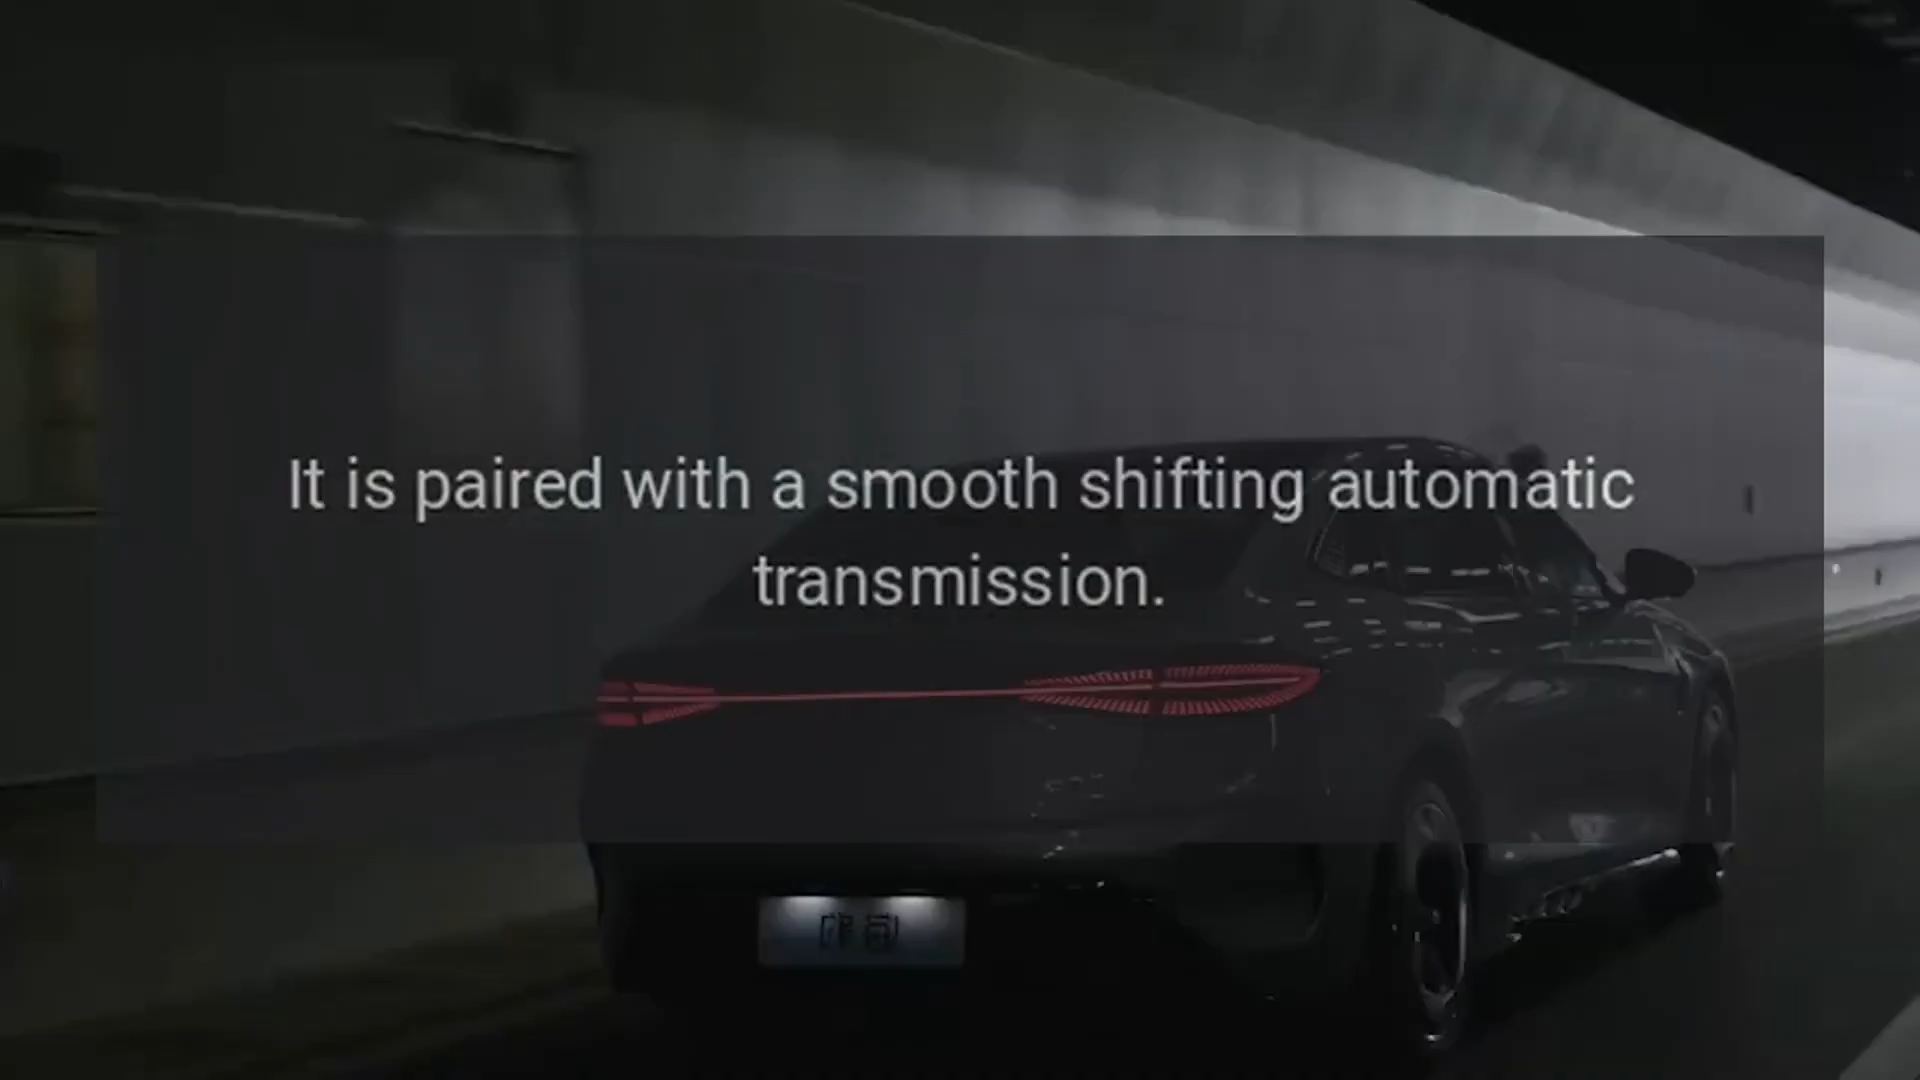 It is paired with a smooth shifting automatic
transmission.